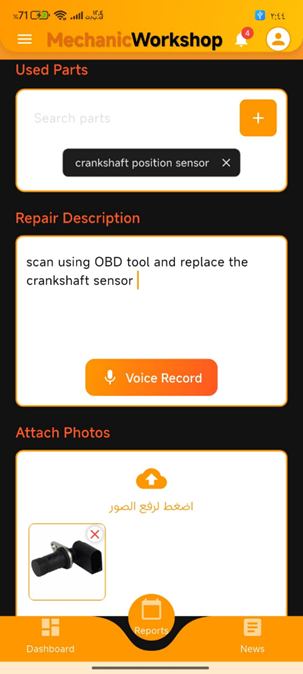 %71
٢:٤٤
MechanicWorkshop
4
Used Parts
Search parts
+
crankshaft position sensor ×
Repair Description
scan using OBD tool and replace the
crankshaft sensor
Voice Record
Attach Photos
اضغط لرفع الصور
Dashboard
Reports
News